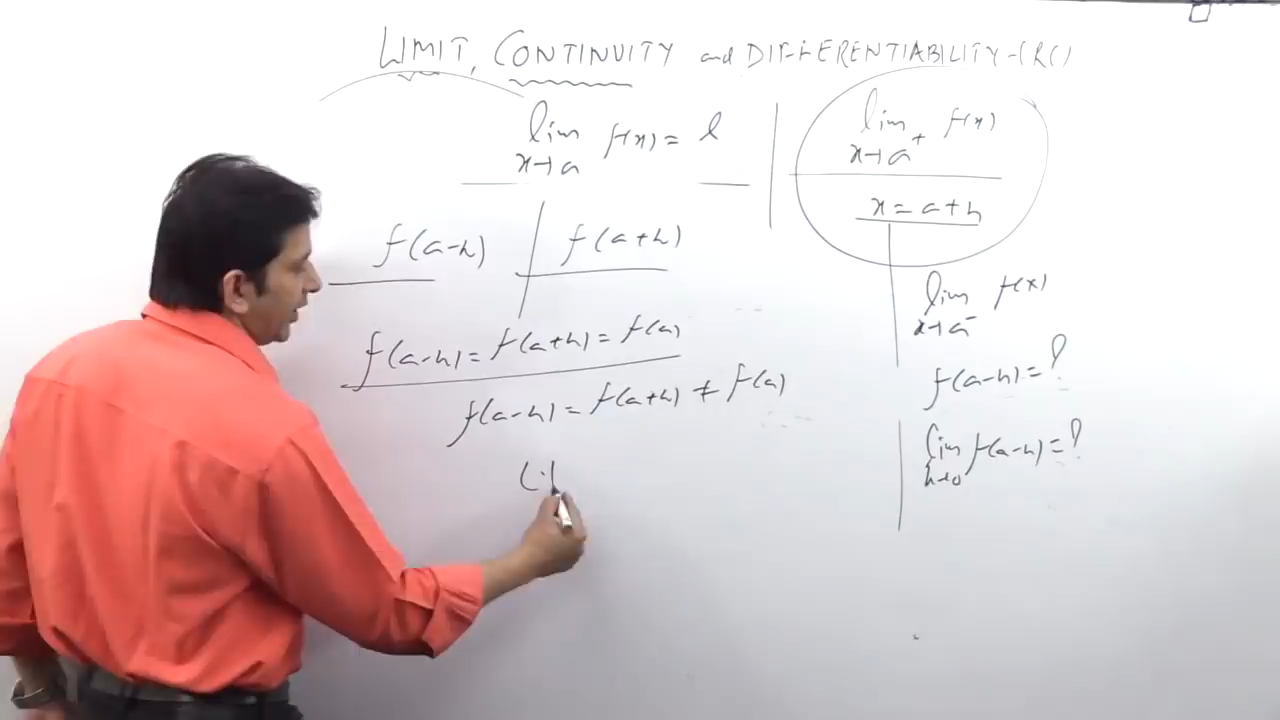 LIMIT, CONTINUITY and DIFFERENTIABILITY-(RC)
lim x→a f(x) = l
f(a-h) | f(a+h)
f(a-h) = f(a+h) = f(a)
f(a-h) = f(a+h) ≠ f(a)
lim x→a⁺ f(x)
x = a+h
lim x→a⁻ f(x)
f(a-h) = ?
lim h→0 f(a-h) = ?